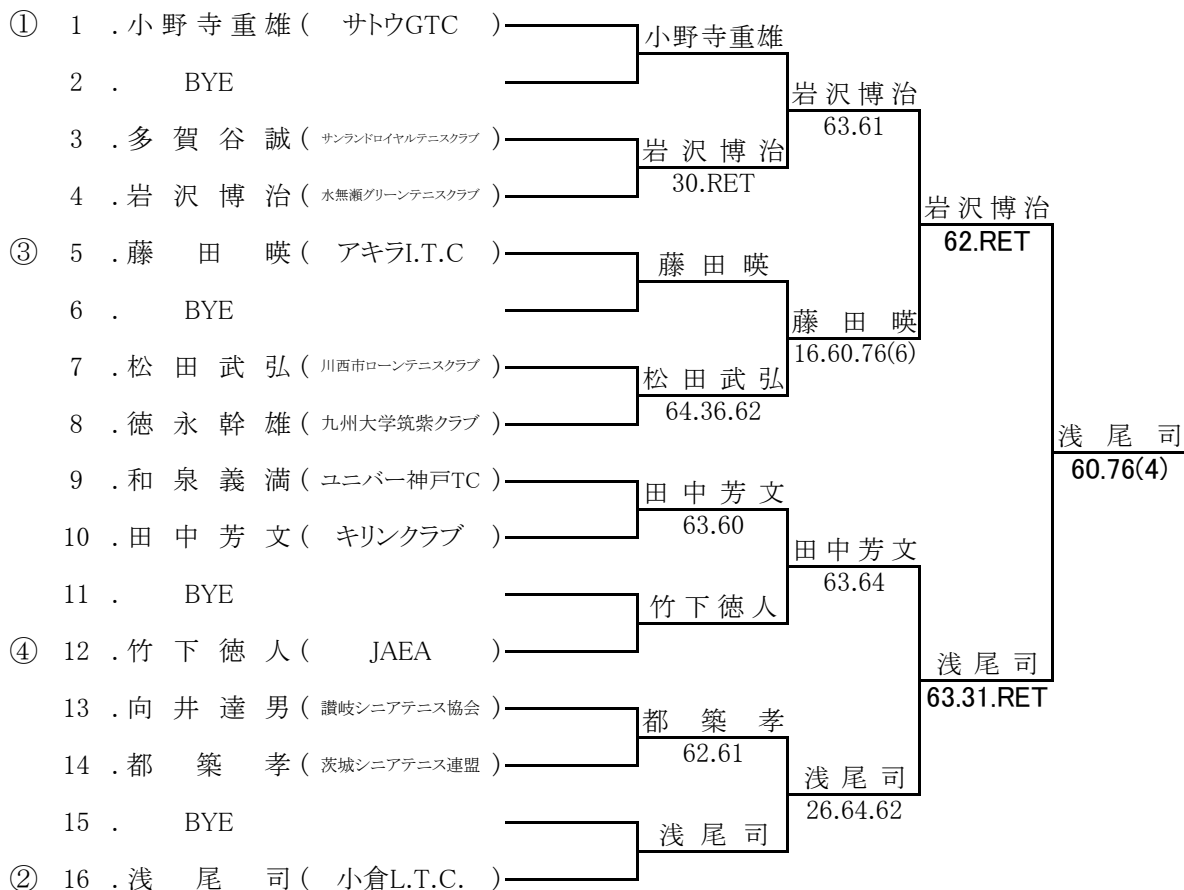 ① 1 . 小野寺重雄 ( サトウGTC )
小野寺重雄
2 . BYE
岩沢博治
63.61
3 . 多賀谷誠 ( サンランドロイヤルテニスクラブ )
岩沢博治
30.RET
4 . 岩沢博治 ( 水無瀬グリーンテニスクラブ )
岩沢博治
62.RET
③ 5 . 藤田暎 ( アキラI.T.C )
藤田暎
6 . BYE
藤田暎
16.60.76(6)
7 . 松田武弘 ( 川西市ローンテニスクラブ )
松田武弘
64.36.62
8 . 徳永幹雄 ( 九州大学筑紫クラブ )
浅尾司
60.76(4)
9 . 和泉義満 ( ユニバー神戸TC )
田中芳文
63.60
10 . 田中芳文 ( キリンクラブ )
田中芳文
63.64
11 . BYE
竹下徳人
④ 12 . 竹下徳人 ( JAEA )
浅尾司
63.31.RET
13 . 向井達男 ( 讃岐シニアテニス協会 )
都築孝
62.61
14 . 都築孝 ( 茨城シニアテニス連盟 )
浅尾司
26.64.62
15 . BYE
浅尾司
② 16 . 浅尾司 ( 小倉L.T.C. )